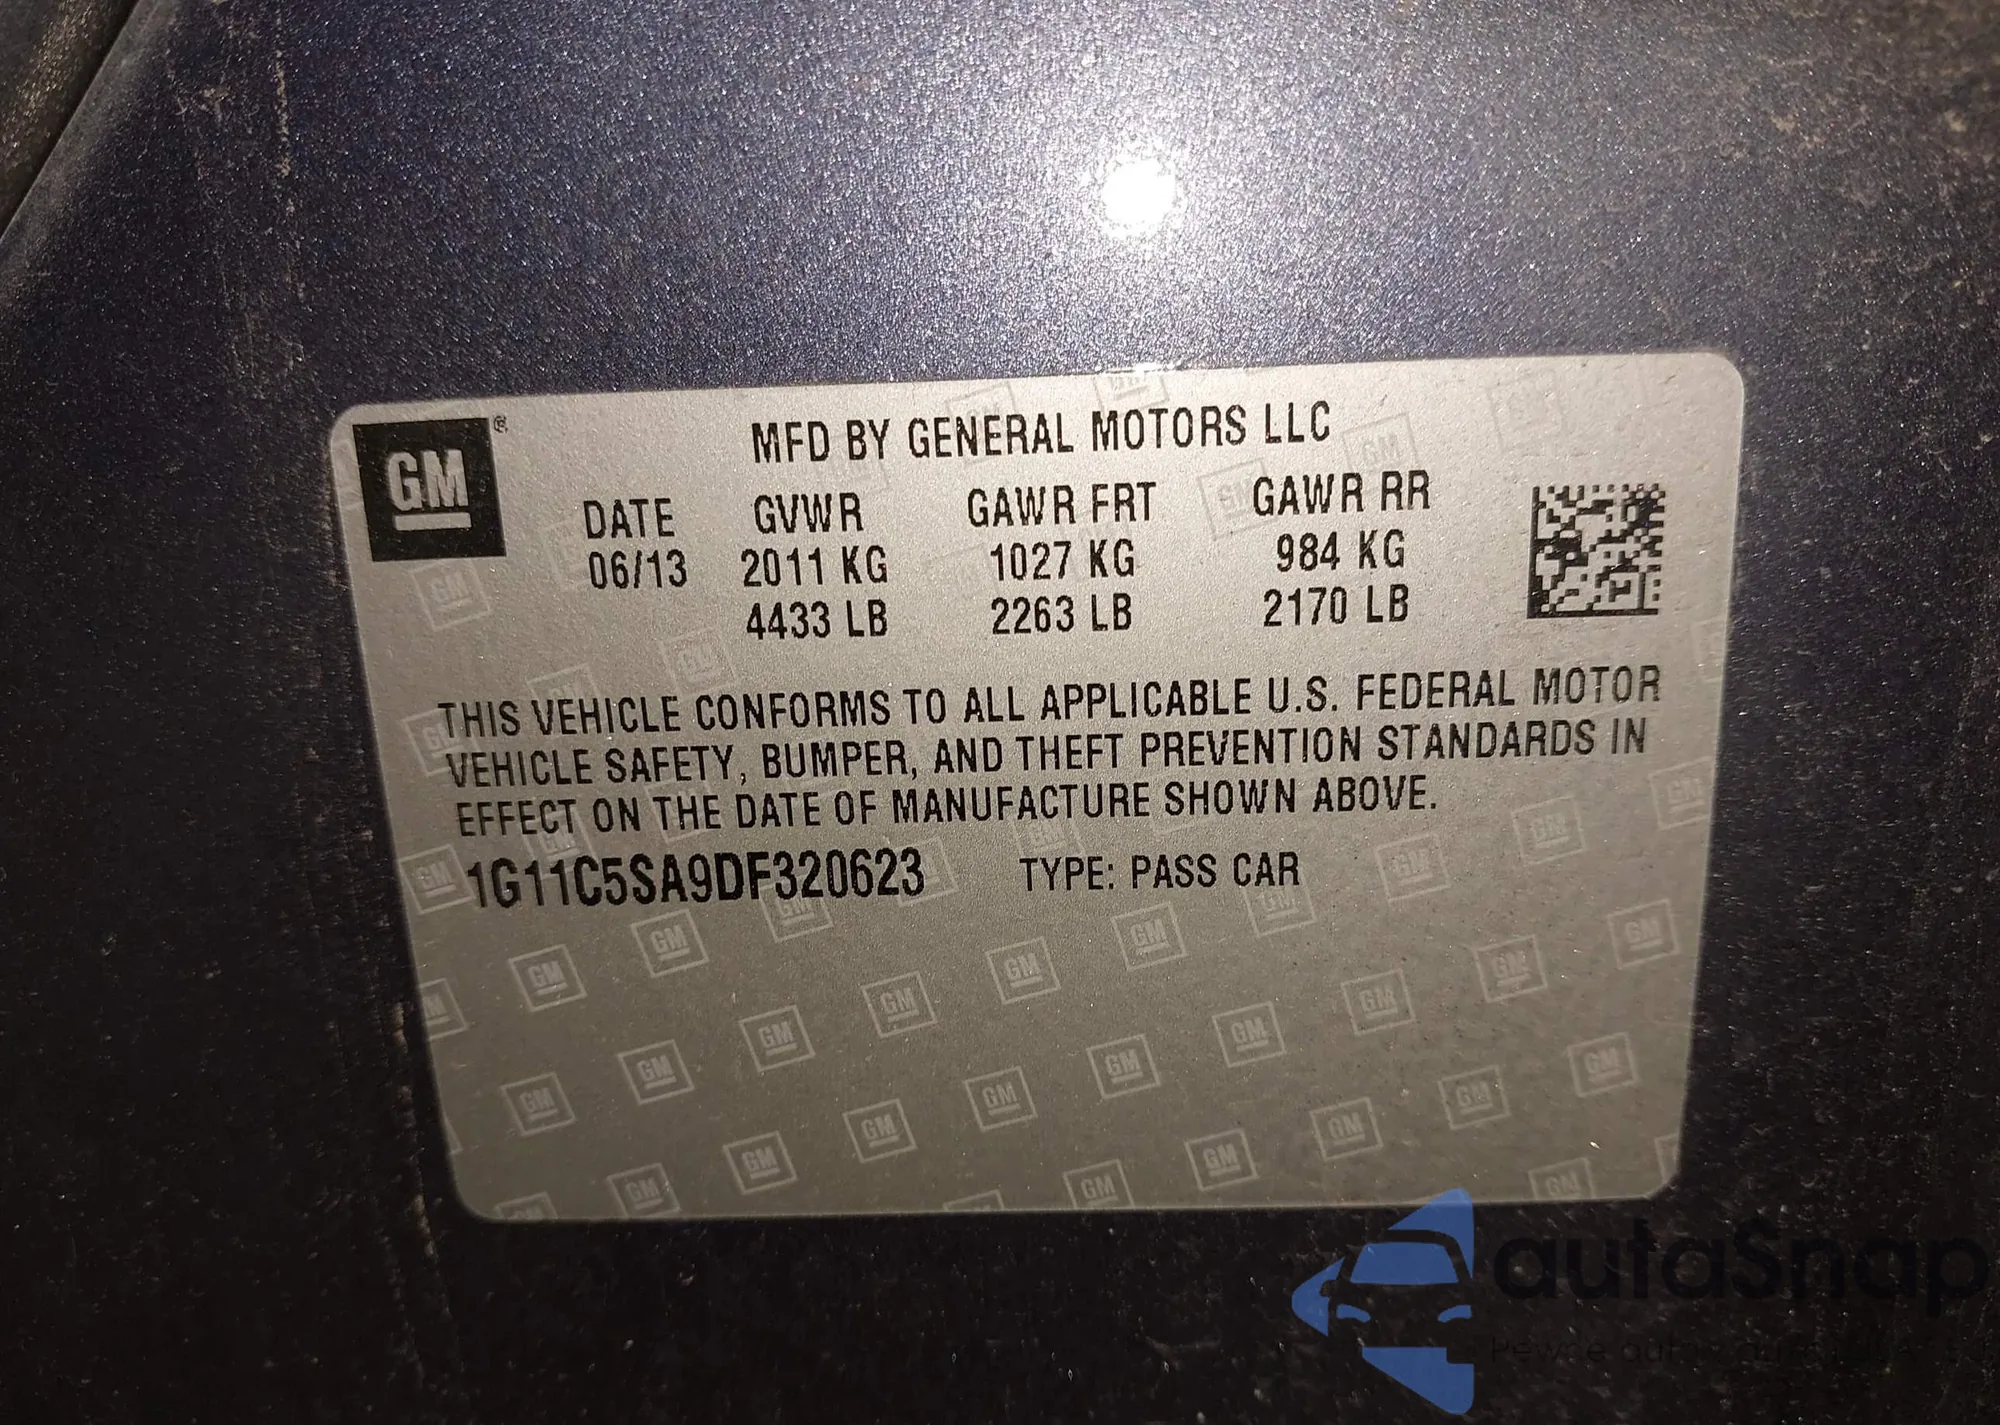 GM®
MFD BY GENERAL MOTORS LLC
DATE GVWR GAWR FRT GAWR RR
06/13 2011 KG 1027 KG 984 KG
4433 LB 2263 LB 2170 LB
THIS VEHICLE CONFORMS TO ALL APPLICABLE U.S. FEDERAL MOTOR
VEHICLE SAFETY, BUMPER, AND THEFT PREVENTION STANDARDS IN
EFFECT ON THE DATE OF MANUFACTURE SHOWN ABOVE.
1G11C5SA9DF320623 TYPE: PASS CAR
autaSnap